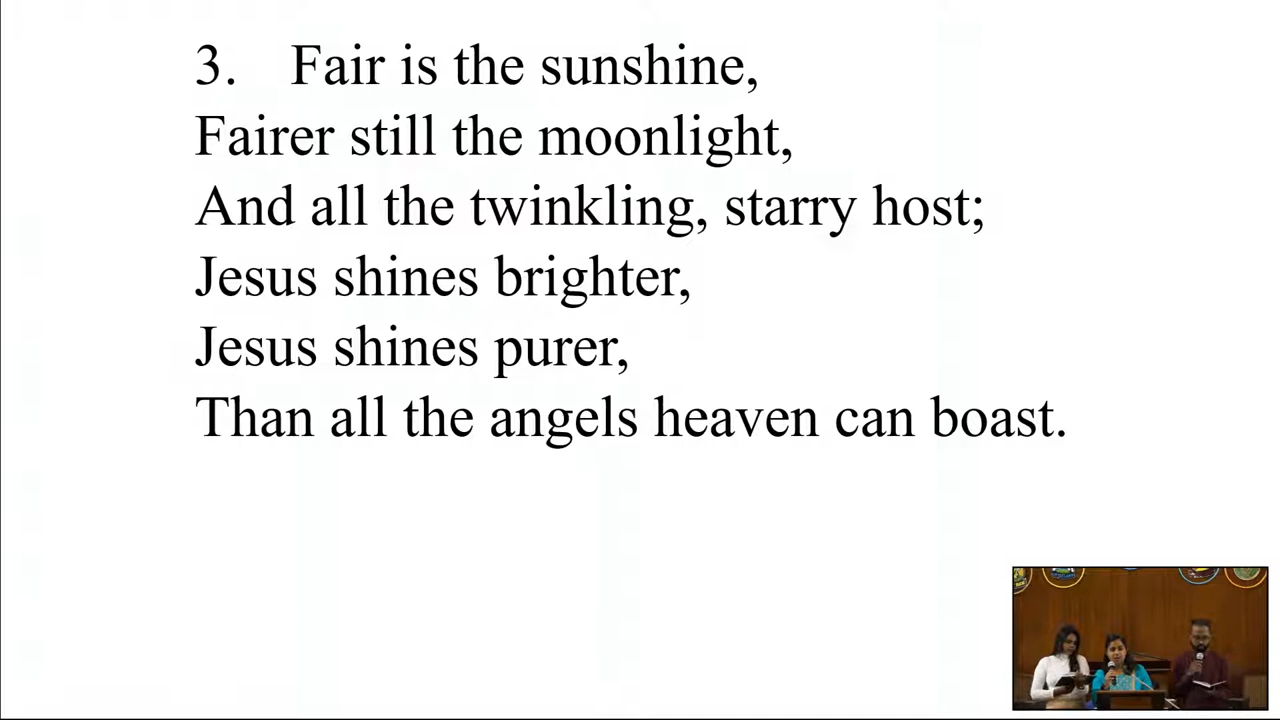 3. Fair is the sunshine,
Fairer still the moonlight,
And all the twinkling, starry host;
Jesus shines brighter,
Jesus shines purer,
Than all the angels heaven can boast.